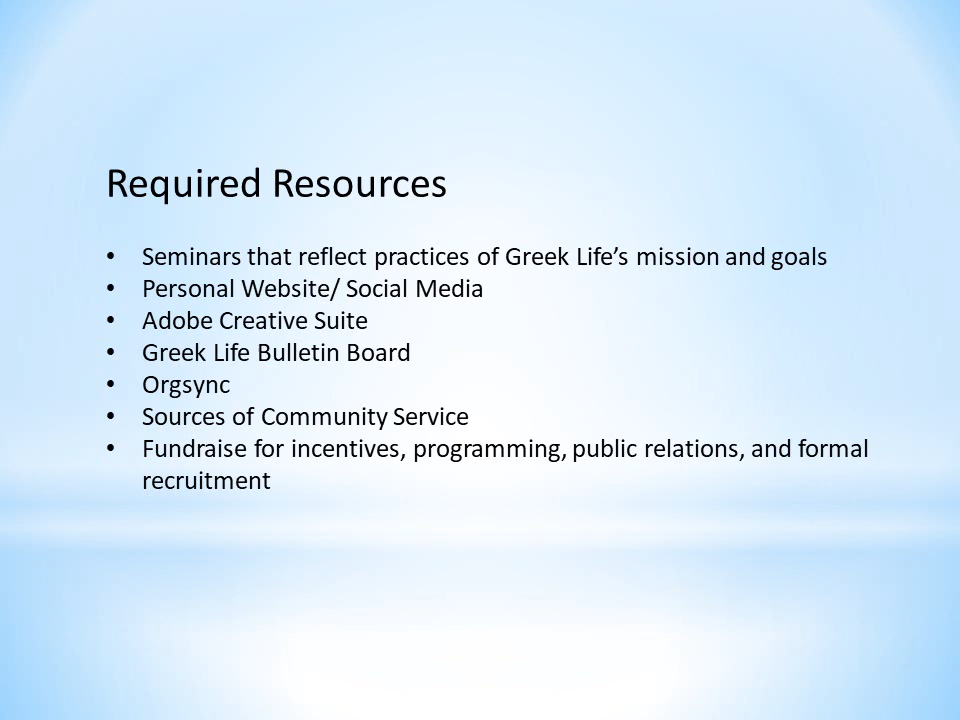 Required Resources
• Seminars that reflect practices of Greek Life’s mission and goals
• Personal Website/ Social Media
• Adobe Creative Suite
• Greek Life Bulletin Board
• Orgsync
• Sources of Community Service
• Fundraise for incentives, programming, public relations, and formal
recruitment